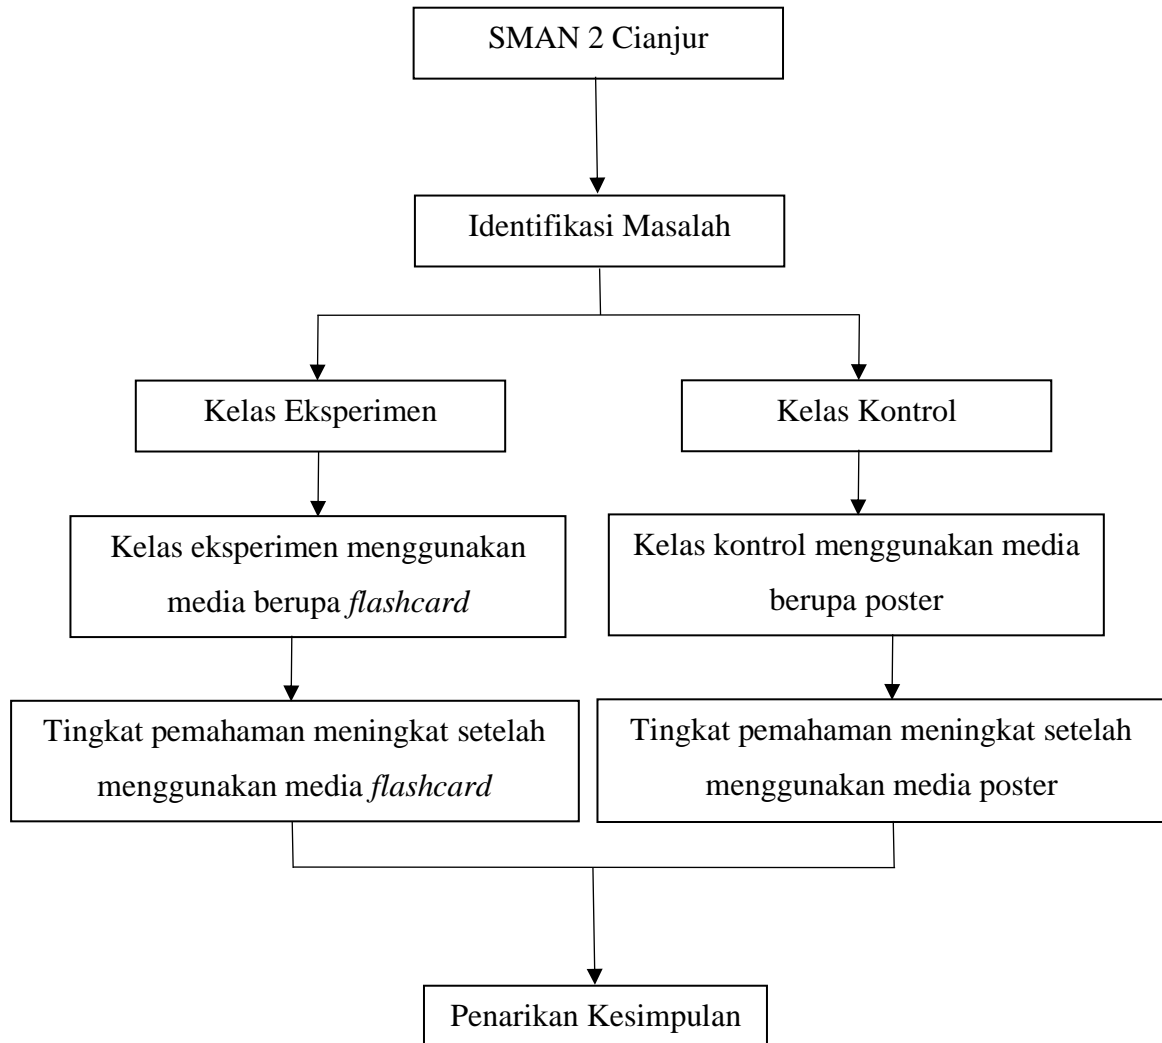 SMAN 2 Cianjur
Identifikasi Masalah
Kelas Eksperimen
Kelas Kontrol
Kelas eksperimen menggunakan
media berupa flashcard
Kelas kontrol menggunakan media
berupa poster
Tingkat pemahaman meningkat setelah
menggunakan media flashcard
Tingkat pemahaman meningkat setelah
menggunakan media poster
Penarikan Kesimpulan